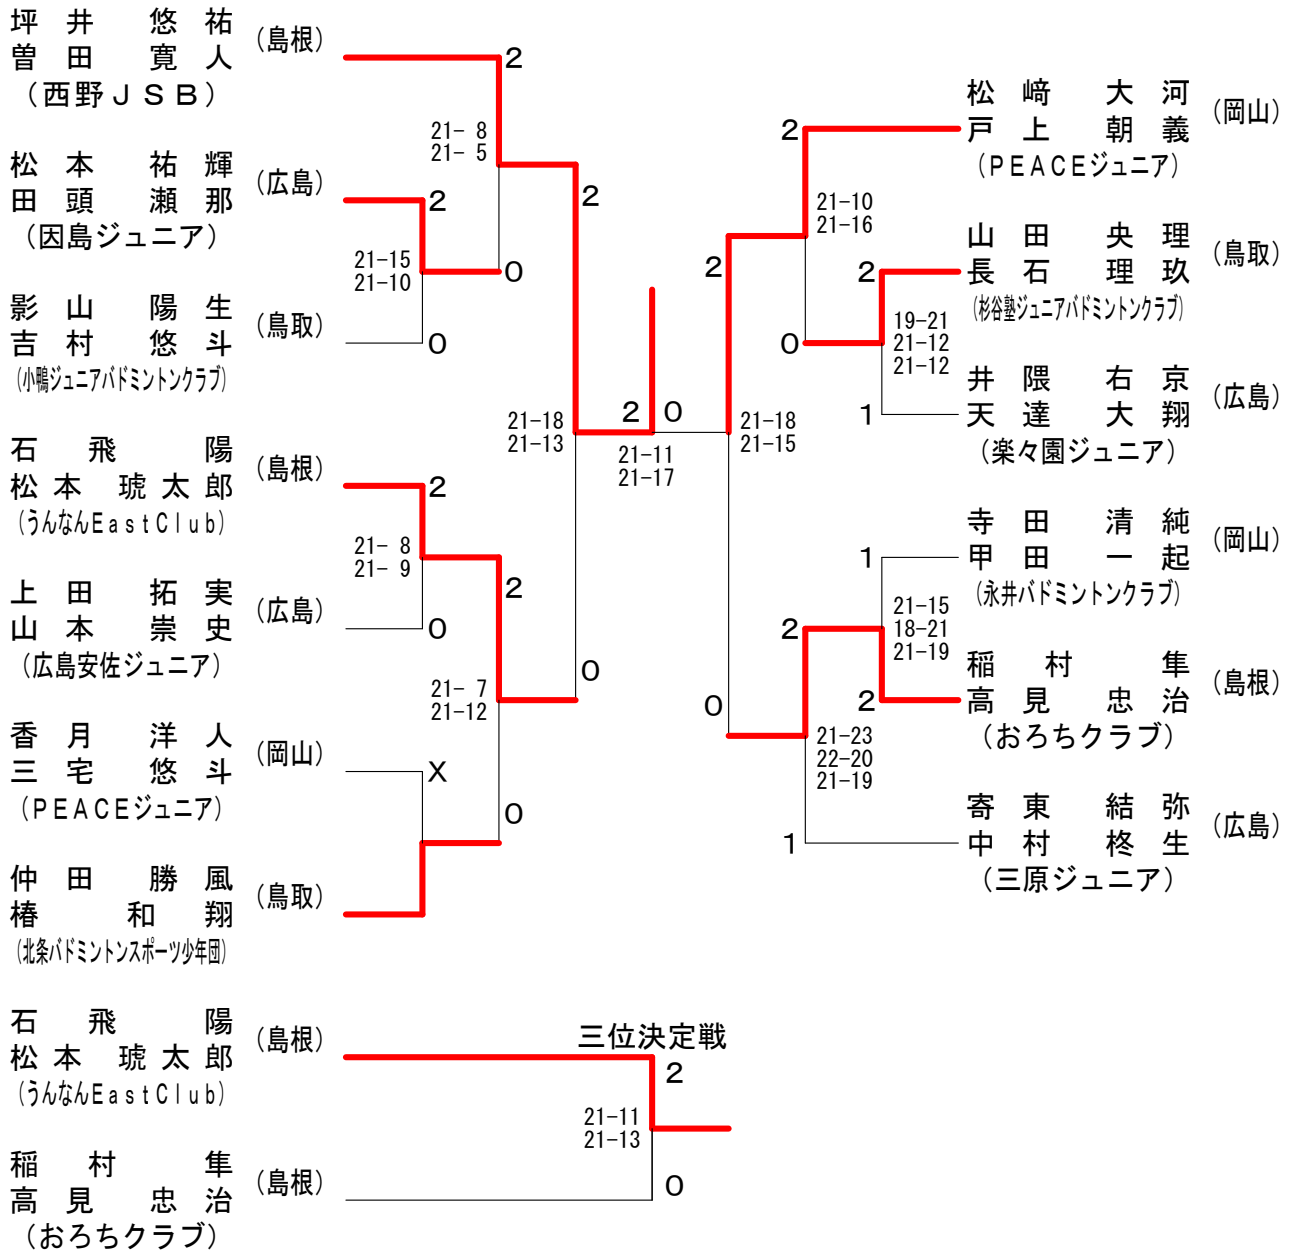 坪井 悠祐
曽田 寛人
(島根)
(西野JSB)
松本 祐輝
田頭 瀬那
(広島)
(因島ジュニア)
影山 陽生
吉村 悠斗
(鳥取)
(小鴨ジュニアバドミントンクラブ)
石飛 陽
松本 琥太郎
(島根)
(うんなんEastClub)
上田 拓実
山本 崇史
(広島)
(広島安佐ジュニア)
香月 洋人
三宅 悠斗
(岡山)
(PEACEジュニア)
仲田 勝風
椿 和翔
(鳥取)
(北条バドミントンスポーツ少年団)
2
21- 8
21- 5
0
2
21-15
21-10
0
2
21-18
21-13
0
2
21- 8
21- 9
0
2
21- 7
21-12
0
X
2
0
21-11
21-17
松﨑 大河
戸上 朝義
(岡山)
(PEACEジュニア)
山田 央理
長石 理玖
(鳥取)
(杉谷塾ジュニアバドミントンクラブ)
井隈 右京
天達 大翔
(広島)
(楽々園ジュニア)
寺田 清純
甲田 一起
(岡山)
(永井バドミントンクラブ)
稲村 隼
高見 忠治
(島根)
(おろちクラブ)
寄東 結弥
中村 柊生
(広島)
(三原ジュニア)
2
21-10
21-16
0
2
19-21
21-12
21-12
1
2
21-18
21-15
0
1
21-15
18-21
21-19
2
2
21-23
22-20
21-19
1
三位決定戦
石飛 陽
松本 琥太郎
(島根)
(うんなんEastClub)
稲村 隼
高見 忠治
(島根)
(おろちクラブ)
2
21-11
21-13
0